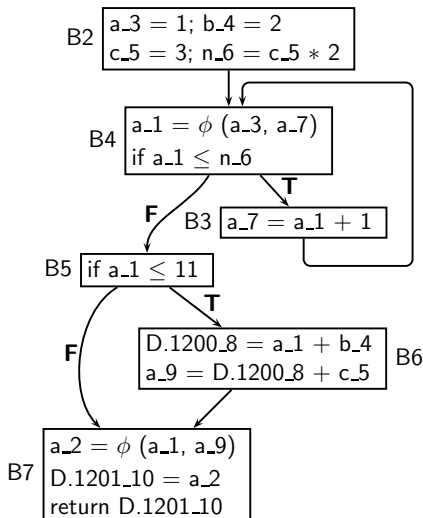 B2
a_3 = 1; b_4 = 2
c_5 = 3; n_6 = c_5 * 2
B4
a_1 = ϕ (a_3, a_7)
if a_1 ≤ n_6
F
T
B3
a_7 = a_1 + 1
B5
if a_1 ≤ 11
F
T
D.1200_8 = a_1 + b_4
a_9 = D.1200_8 + c_5
B6
B7
a_2 = ϕ (a_1, a_9)
D.1201_10 = a_2
return D.1201_10